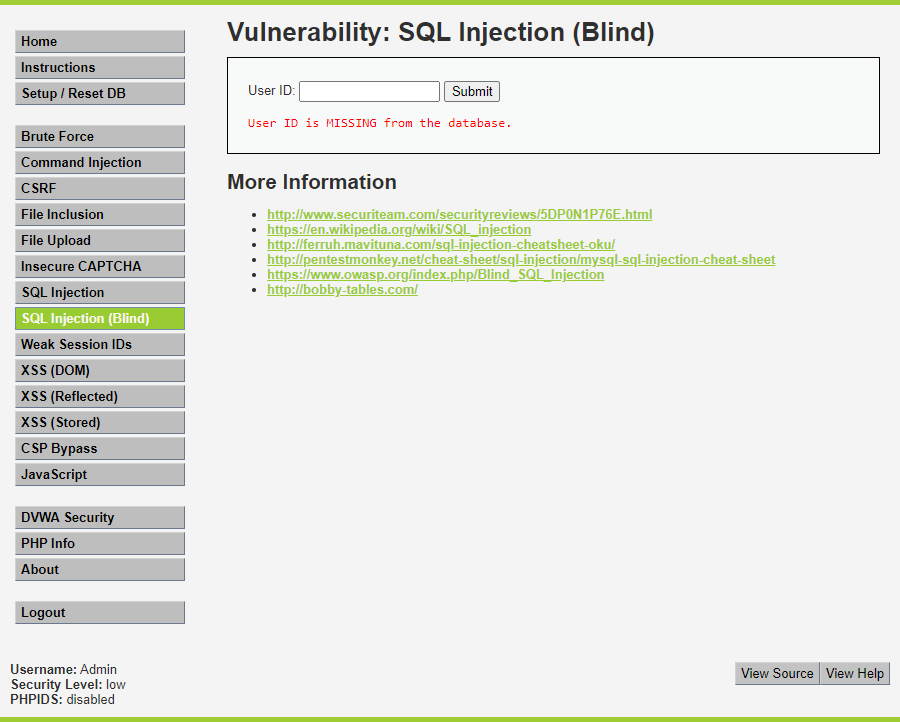 Home
Instructions
Setup / Reset DB
Brute Force
Command Injection
CSRF
File Inclusion
File Upload
Insecure CAPTCHA
SQL Injection
SQL Injection (Blind)
Weak Session IDs
XSS (DOM)
XSS (Reflected)
XSS (Stored)
CSP Bypass
JavaScript
DVWA Security
PHP Info
About
Logout
Vulnerability: SQL Injection (Blind)
User ID: Submit
User ID is MISSING from the database.
More Information
http://www.securiteam.com/securityreviews/5DP0N1P76E.html
https://en.wikipedia.org/wiki/SQL_injection
http://ferruh.mavituna.com/sql-injection-cheatsheet-oku/
http://pentestmonkey.net/cheat-sheet/sql-injection/mysql-sql-injection-cheat-sheet
https://www.owasp.org/index.php/Blind_SQL_Injection
http://bobby-tables.com/
Username: Admin
Security Level: low
PHPIDS: disabled
View Source View Help